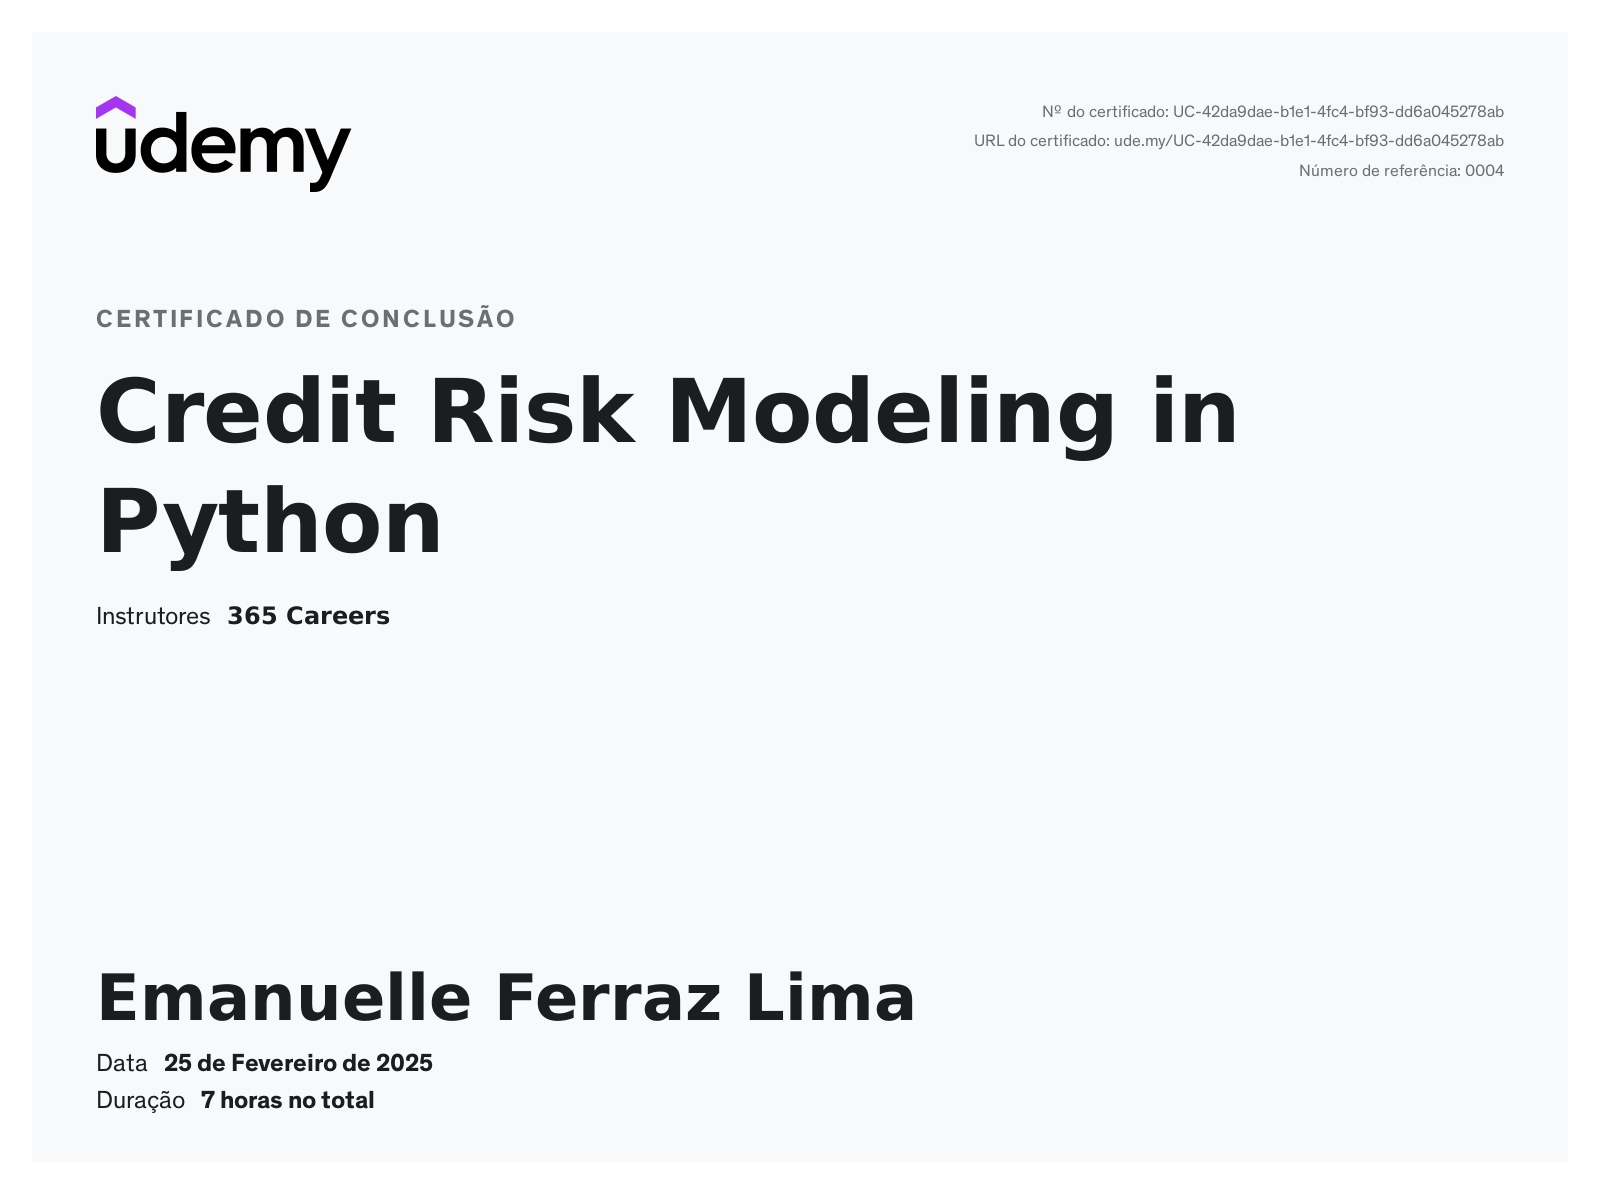 udemy
Nº do certificado: UC-42da9dae-b1e1-4fc4-bf93-dd6a045278ab
URL do certificado: ude.my/UC-42da9dae-b1e1-4fc4-bf93-dd6a045278ab
Número de referência: 0004
CERTIFICADO DE CONCLUSÃO
Credit Risk Modeling in
Python
Instrutores 365 Careers
Emanuelle Ferraz Lima
Data 25 de Fevereiro de 2025
Duração 7 horas no total